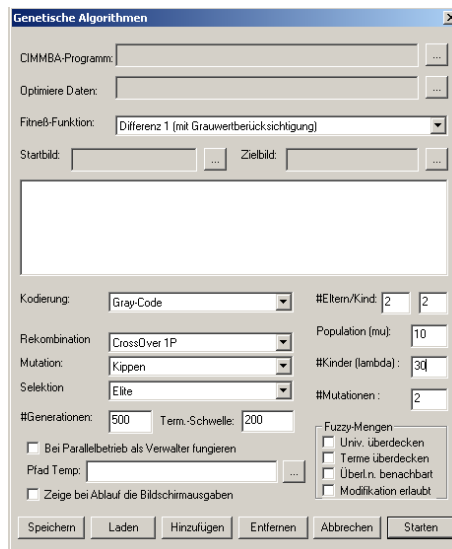 Genetische Algorithmen
CIMMBA-Programm: ...
Optimiere Daten: ...
Fitneß-Funktion: Differenz 1 (mit Grauwertberücksichtigung)
Startbild: ... Zielbild: ...
Kodierung: Gray-Code #Eltern/Kind: 2 2
Population (mu): 10
Rekombination CrossOver 1P
Mutation: Kippen #Kinder (lambda) : 30
Selektion Elite
#Mutationen : 2
#Generationen: 500 Term.-Schwelle: 200
Fuzzy-Mengen
Univ. überdecken
Bei Parallelbetrieb als Verwalter fungieren
Terme überdecken
Pfad Temp: ... Überl.n. benachbart
Zeige bei Ablauf die Bildschirmausgaben Modifikation erlaubt
Speichern Laden Hinzufügen Entfernen Abbrechen Starten